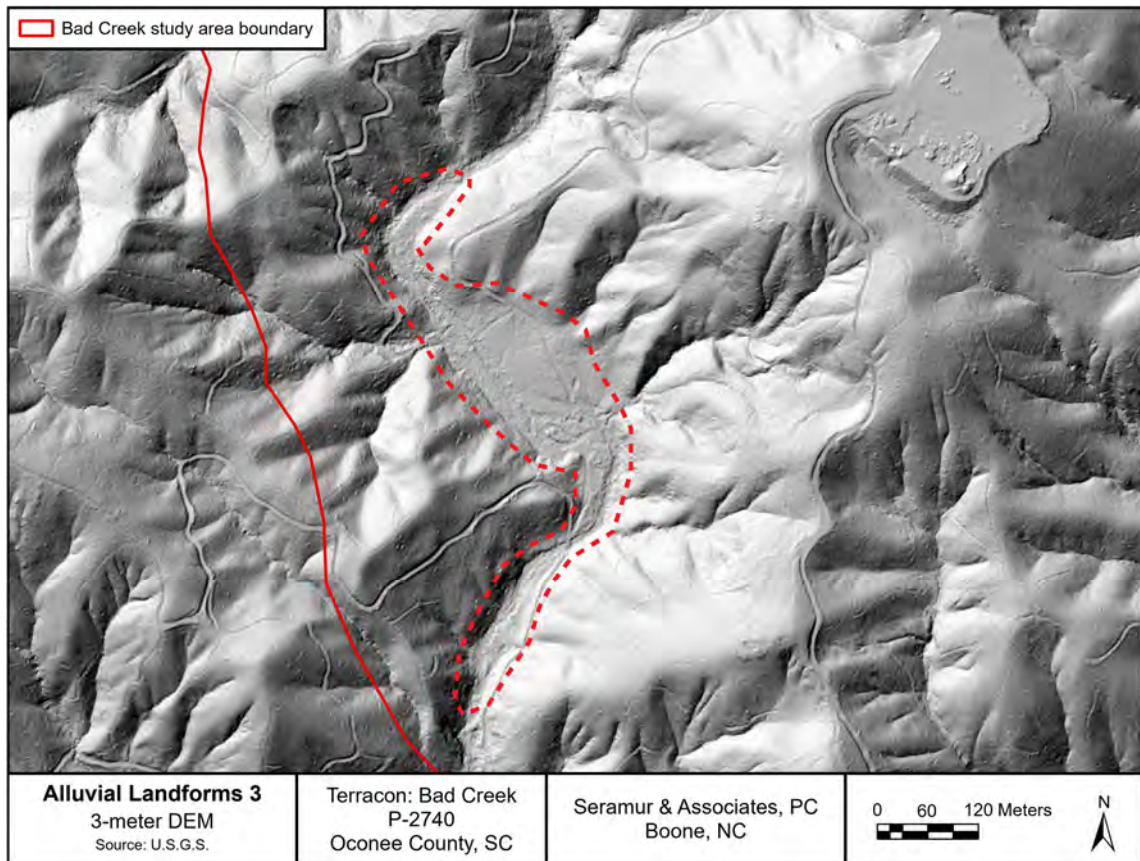 Bad Creek study area boundary
Alluvial Landforms 3
3-meter DEM
Source: U.S.G.S.
Terracon: Bad Creek
P-2740
Oconee County, SC
Seramur & Associates, PC
Boone, NC
0 60 120 Meters
N